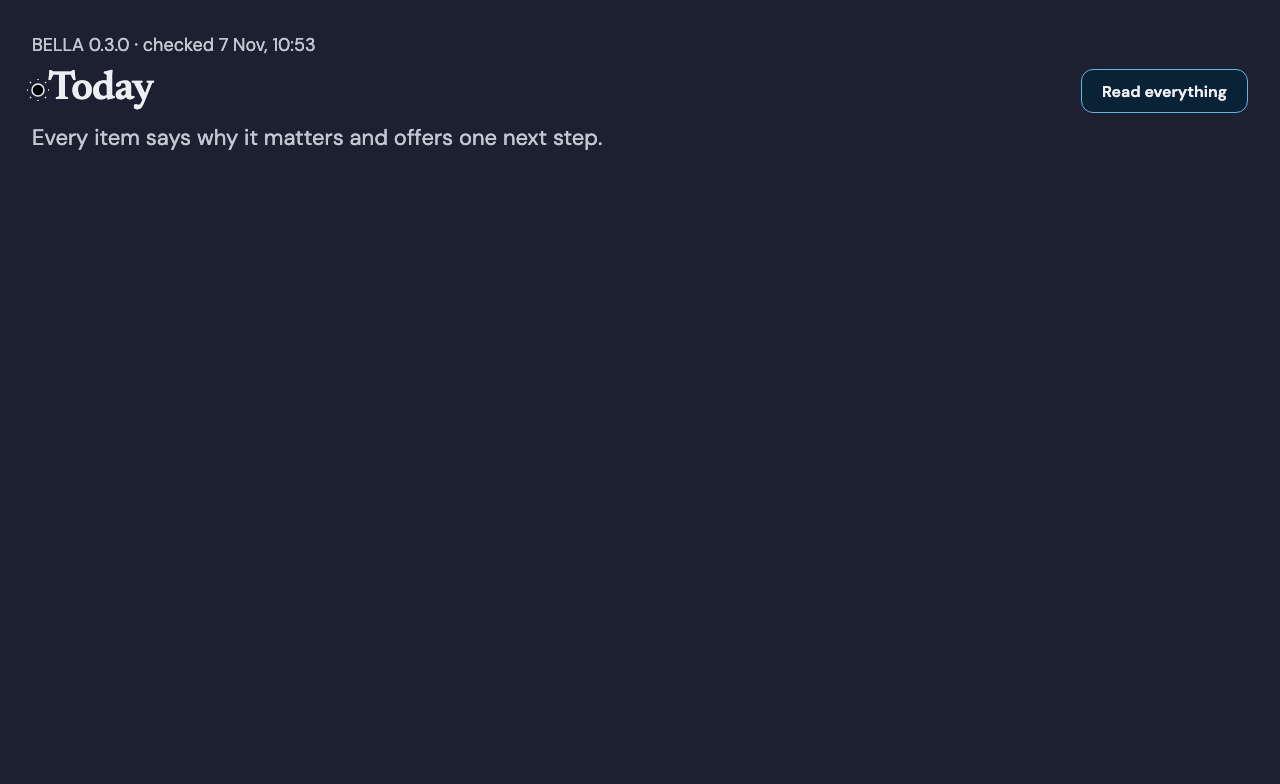 BELLA 0.3.0 · checked 7 Nov, 10:53
Today
Read everything
Every item says why it matters and offers one next step.